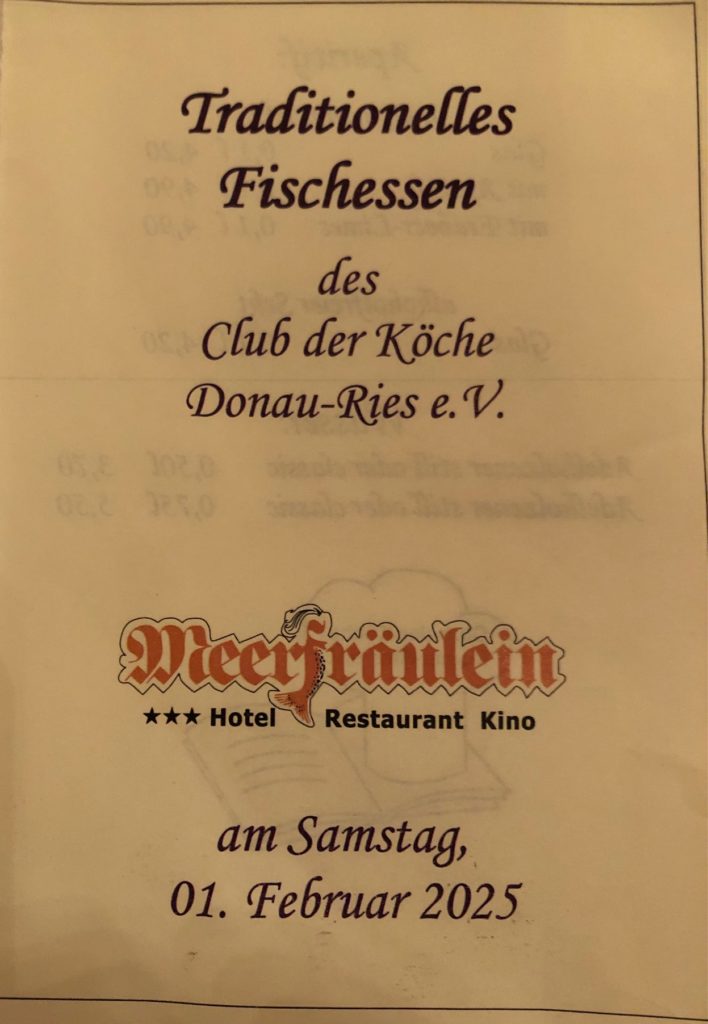 Traditionelles
Fischessen
des
Club der Köche
Donau-Ries e.V.
Meerfräulein
★★★ Hotel Restaurant Kino
am Samstag,
01. Februar 2025